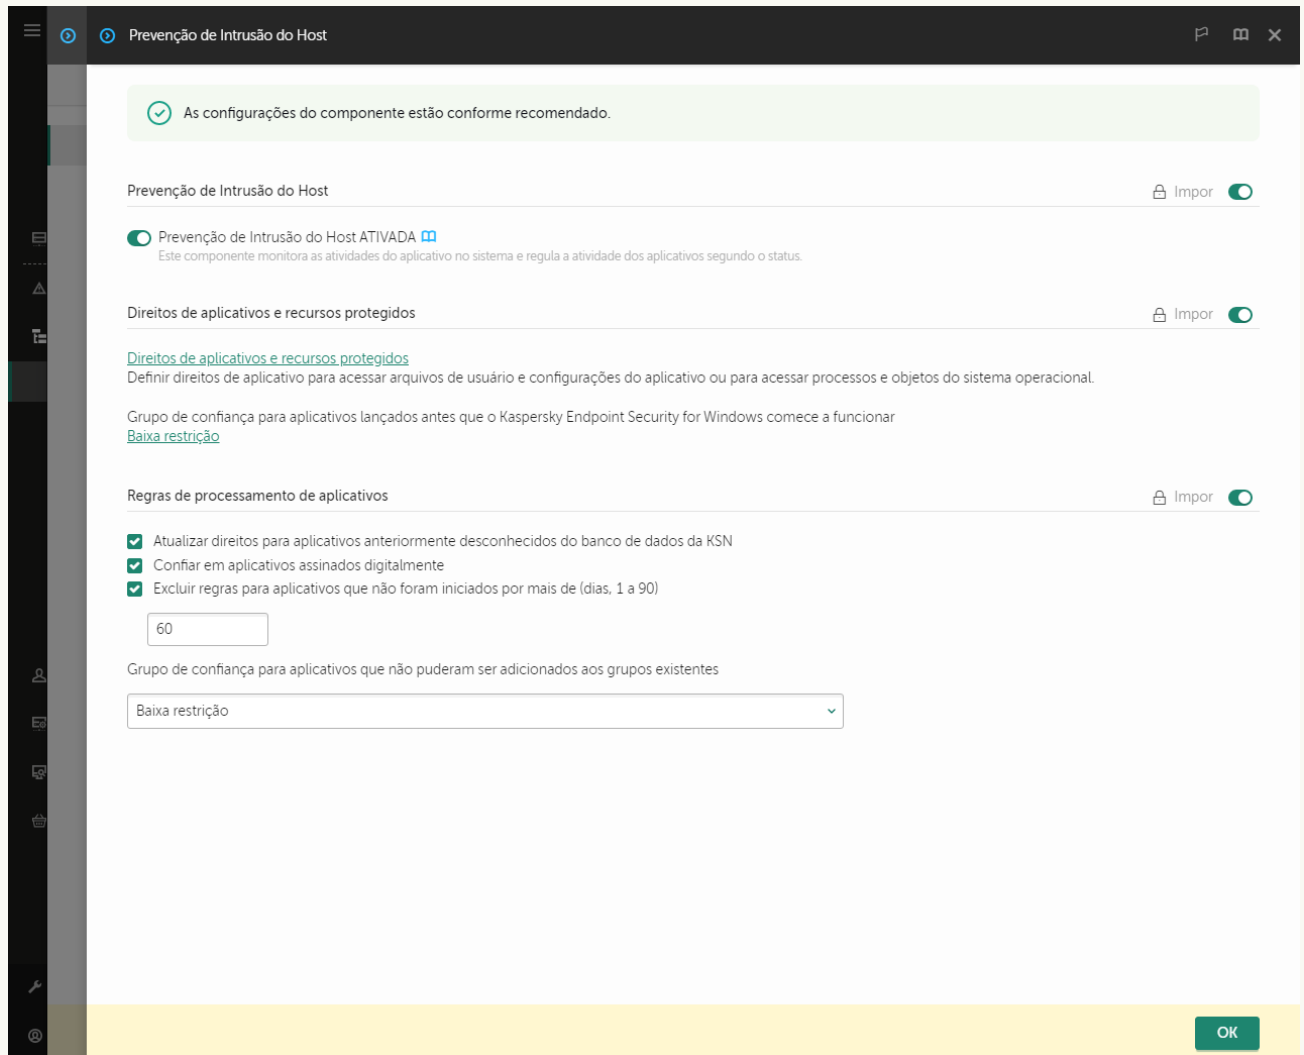 Prevenção de Intrusão do Host
As configurações do componente estão conforme recomendado.
Prevenção de Intrusão do Host
Impor
Prevenção de Intrusão do Host ATIVADA
Este componente monitora as atividades do aplicativo no sistema e regula a atividade dos aplicativos segundo o status.
Direitos de aplicativos e recursos protegidos
Impor
Direitos de aplicativos e recursos protegidos
Definir direitos de aplicativo para acessar arquivos de usuário e configurações do aplicativo ou para acessar processos e objetos do sistema operacional.
Grupo de confiança para aplicativos lançados antes que o Kaspersky Endpoint Security for Windows comece a funcionar
Baixa restrição
Regras de processamento de aplicativos
Impor
Atualizar direitos para aplicativos anteriormente desconhecidos do banco de dados da KSN
Confiar em aplicativos assinados digitalmente
Excluir regras para aplicativos que não foram iniciados por mais de (dias, 1 a 90)
60
Grupo de confiança para aplicativos que não puderam ser adicionados aos grupos existentes
Baixa restrição
OK